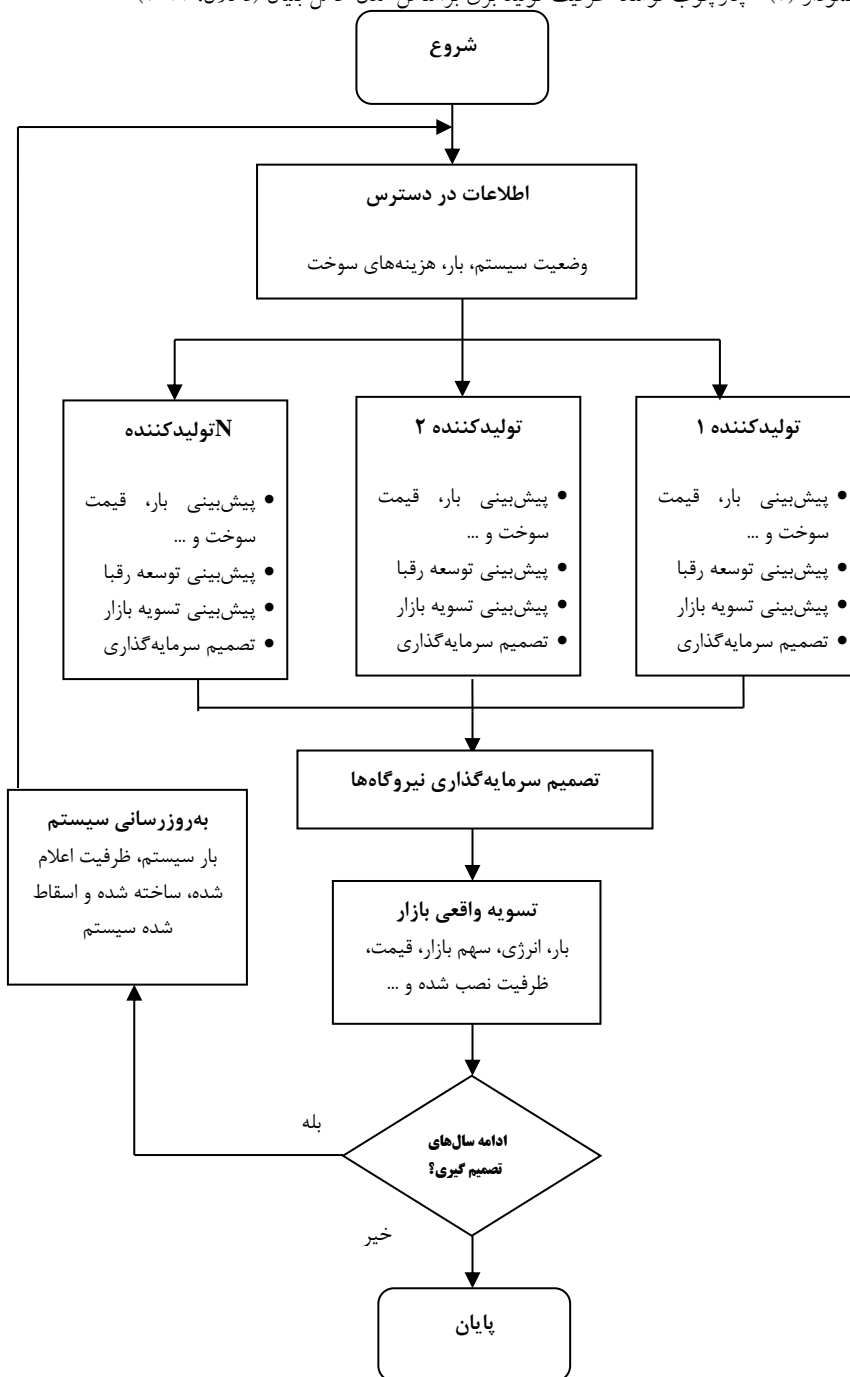 شروع
اطلاعات در دسترس
وضعیت سیستم، بار، هزینه‌های سوخت
تولیدکننده ۱
• پیش‌بینی بار، قیمت
سوخت و ...
• پیش‌بینی توسعه رقبا
• پیش‌بینی تسویه بازار
• تصمیم سرمایه‌گذاری
تولیدکننده ۲
• پیش‌بینی بار، قیمت
سوخت و ...
• پیش‌بینی توسعه رقبا
• پیش‌بینی تسویه بازار
• تصمیم سرمایه‌گذاری
تولیدکننده N
• پیش‌بینی بار، قیمت
سوخت و ...
• پیش‌بینی توسعه رقبا
• پیش‌بینی تسویه بازار
• تصمیم سرمایه‌گذاری
تصمیم سرمایه‌گذاری نیروگاه‌ها
به‌روزرسانی سیستم
بار سیستم، ظرفیت اعلام
شده، ساخته شده و اسقاط
شده سیستم
تسویه واقعی بازار
بار، انرژی، سهم بازار، قیمت،
ظرفیت نصب شده و ...
بله
ادامه سال‌های
تصمیم گیری؟
خیر
پایان